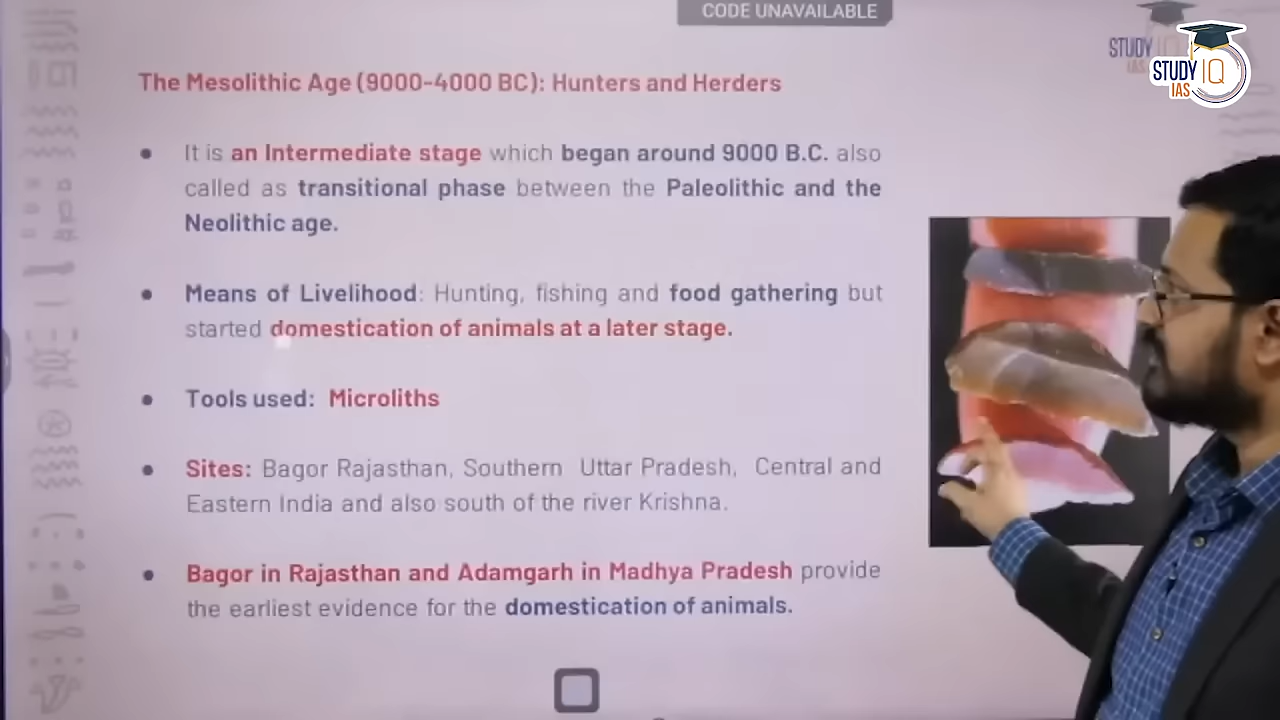 CODE UNAVAILABLE
STUDY
IAS
STUDY IQ
IAS
The Mesolithic Age (9000-4000 BC): Hunters and Herders
• It is an Intermediate stage which began around 9000 B.C. also
called as transitional phase between the Paleolithic and the
Neolithic age.
• Means of Livelihood: Hunting, fishing and food gathering but
started domestication of animals at a later stage.
• Tools used: Microliths
• Sites: Bagor Rajasthan, Southern Uttar Pradesh, Central and
Eastern India and also south of the river Krishna.
• Bagor in Rajasthan and Adamgarh in Madhya Pradesh provide
the earliest evidence for the domestication of animals.